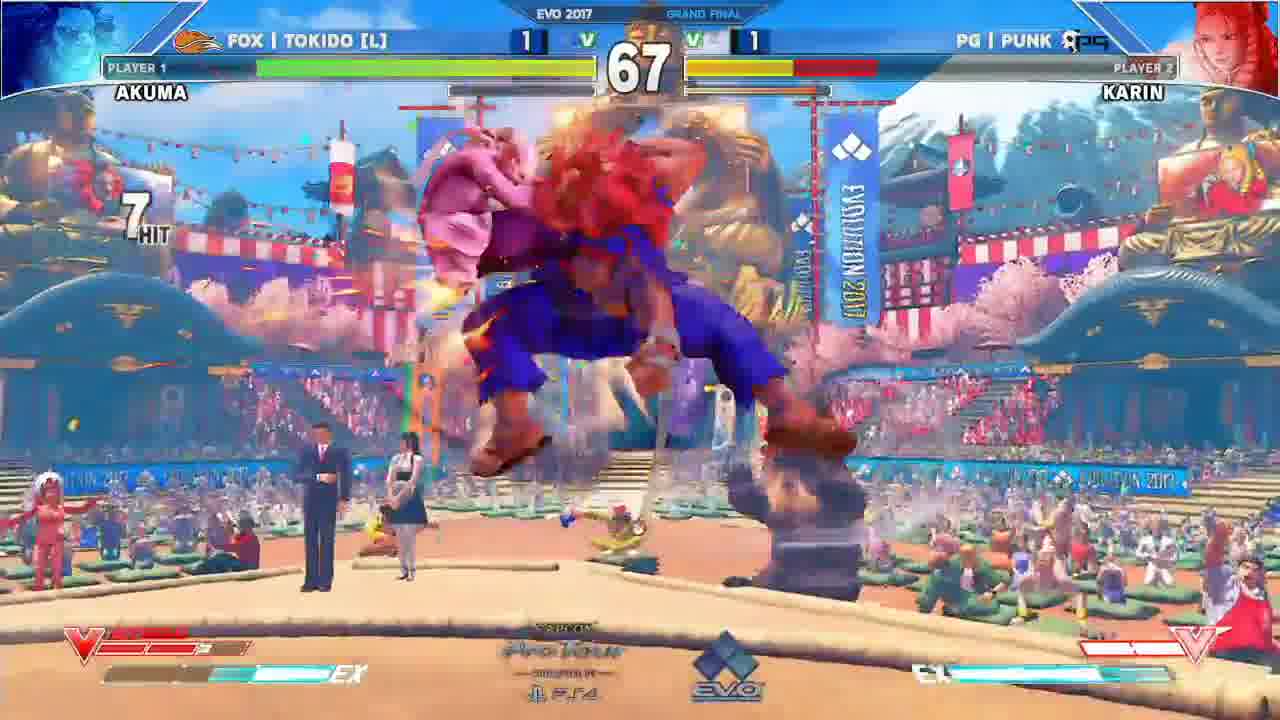 EVO 2017 GRAND FINAL
FOX | TOKIDO [L] 1 V 67 V 1 PG | PUNK
PLAYER 1 PLAYER 2
AKUMA KARIN
7
HIT
EVOLUTION 2017
CAPCOM
Pro Tour
PS4
EX EX
EVO